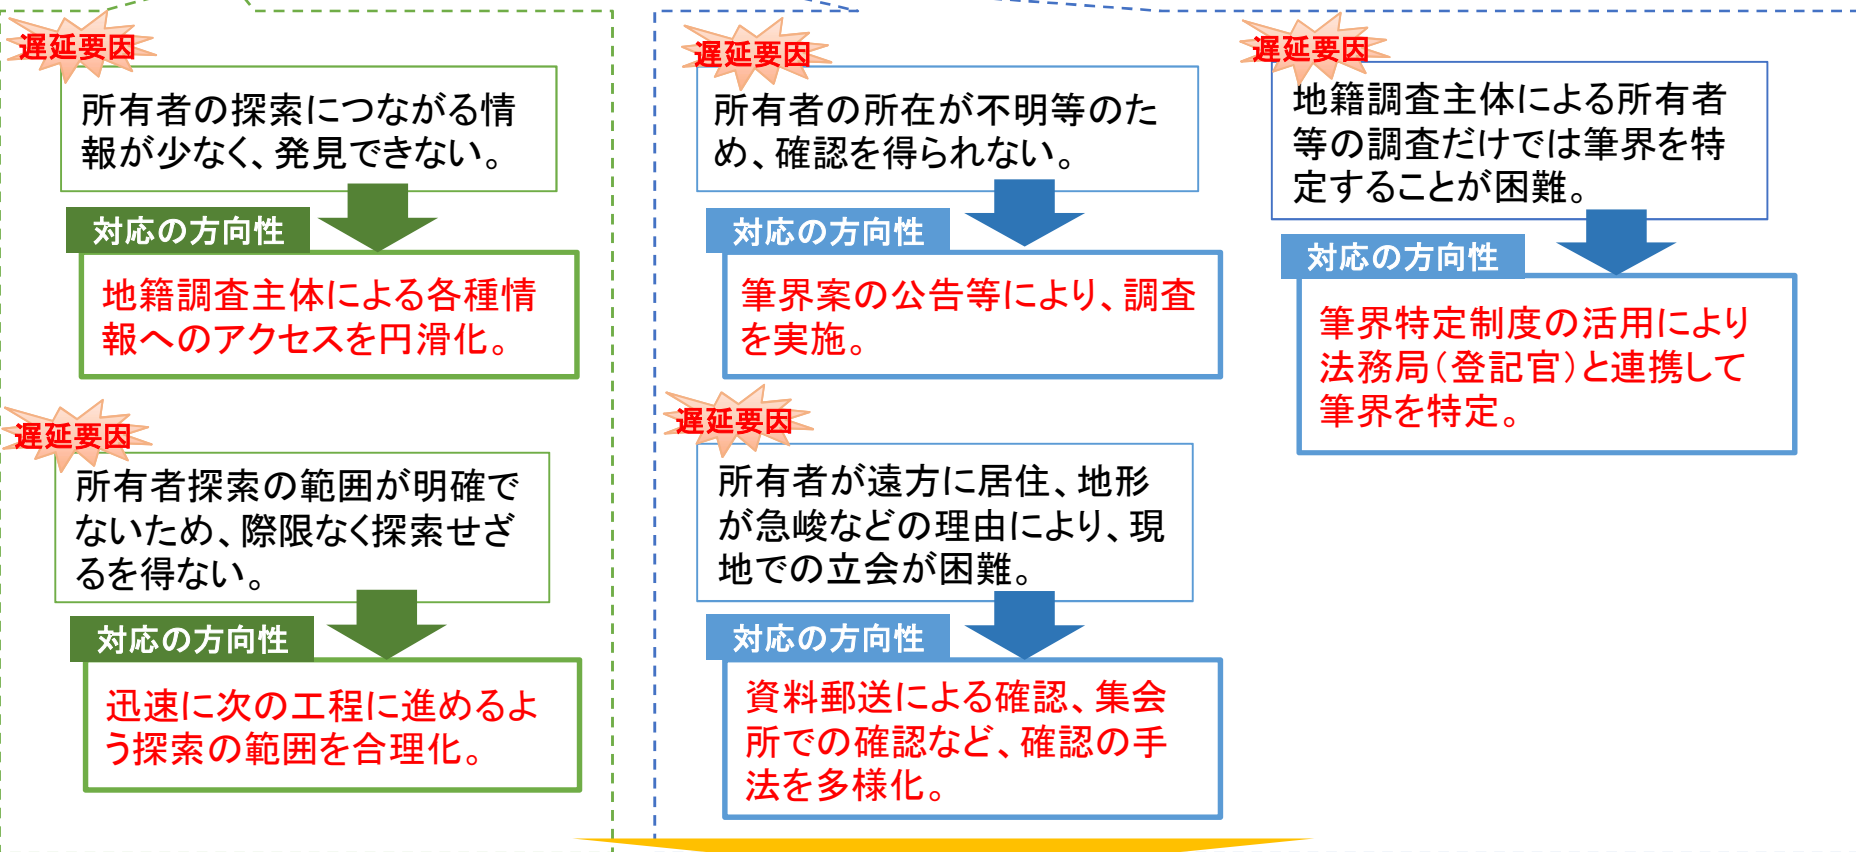 遅延要因
所有者の探索につながる情
報が少なく、発見できない。
対応の方向性
地籍調査主体による各種情
報へのアクセスを円滑化。
遅延要因
所有者探索の範囲が明確で
ないため、際限なく探索せざ
るを得ない。
対応の方向性
迅速に次の工程に進めるよ
う探索の範囲を合理化。
遅延要因
所有者の所在が不明等のた
め、確認を得られない。
対応の方向性
筆界案の公告等により、調査
を実施。
遅延要因
所有者が遠方に居住、地形
が急峻などの理由により、現
地での立会が困難。
対応の方向性
資料郵送による確認、集会
所での確認など、確認の手
法を多様化。
遅延要因
地籍調査主体による所有者
等の調査だけでは筆界を特
定することが困難。
対応の方向性
筆界特定制度の活用により
法務局(登記官)と連携して
筆界を特定。